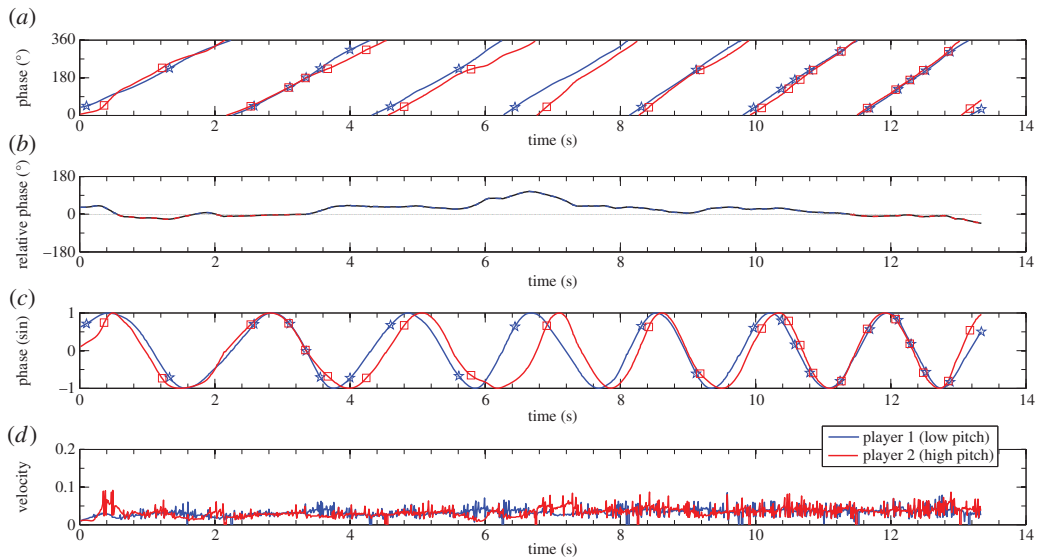 (a)
360
180
0
phase (°)
0 2 4 6 8 10 12 14
time (s)
(b)
180
0
−180
relative phase (°)
0 2 4 6 8 10 12 14
time (s)
(c)
1
0
−1
phase (sin)
0 2 4 6 8 10 12 14
time (s)
(d)
0.2
0.1
0
velocity
player 1 (low pitch)
player 2 (high pitch)
0 2 4 6 8 10 12 14
time (s)